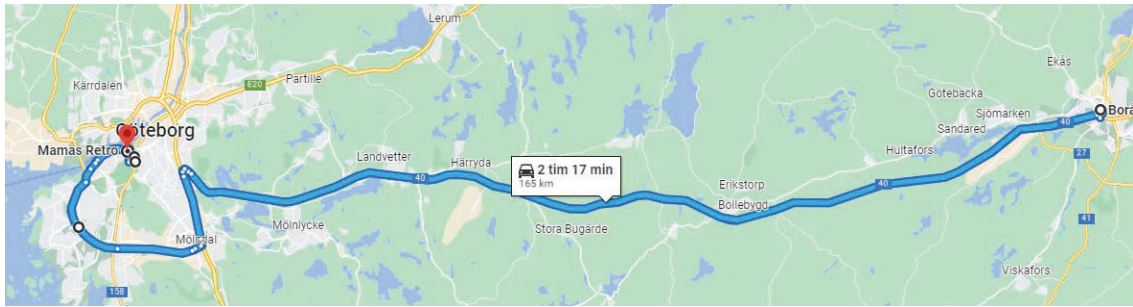 Lerum
Kärrdalen
E20
Partille
Ekås
Götebacka
Göteborg
Sjömarken
Borå
40
Mamas Retro
Sandared
27
Landvetter
Härryda
2 tim 17 min
165 km
Hultafors
40
Erikstorp
40
Bollebygd
Mölnlycke
Stora Bugärde
41
Mölndal
Viskafors
158